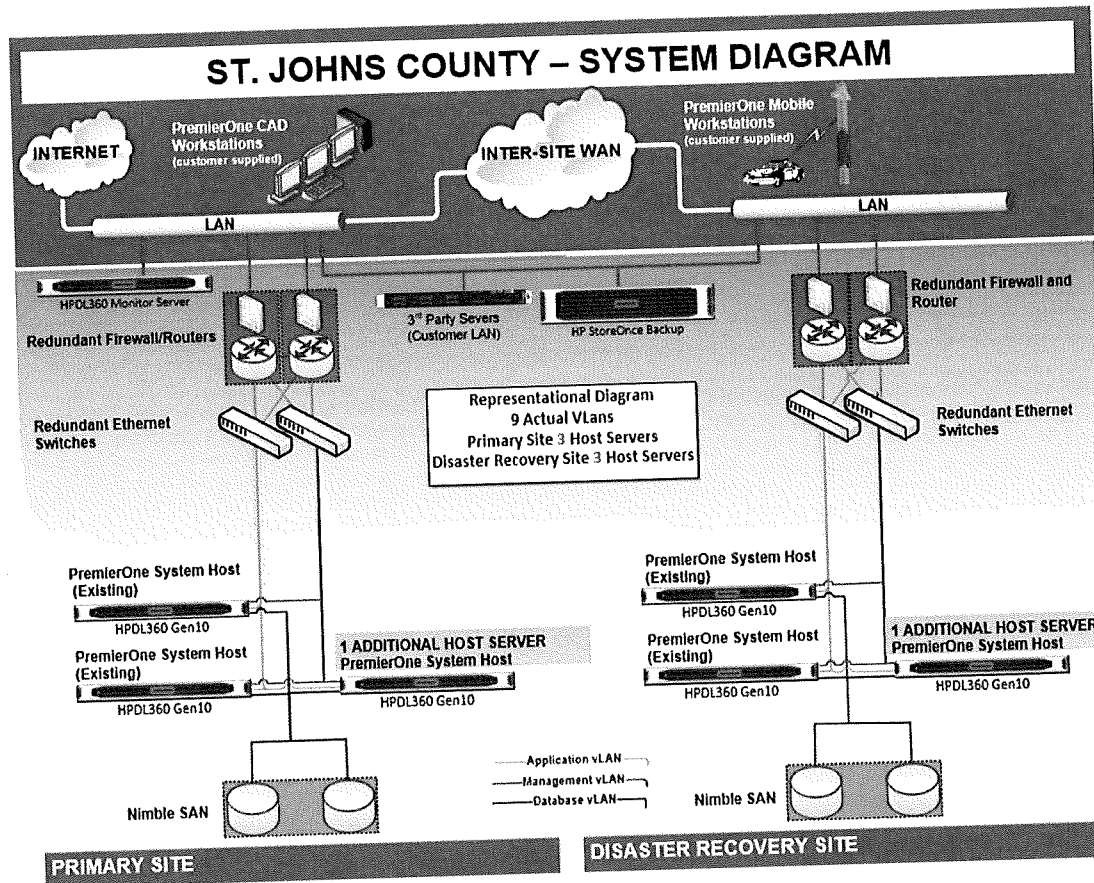 ST. JOHNS COUNTY – SYSTEM DIAGRAM
INTERNET
PremierOne CAD
Workstations
(customer supplied)
INTER-SITE WAN
PremierOne Mobile
Workstations
(customer supplied)
LAN
LAN
HPDL360 Monitor Server
3rd Party Severs
(Customer LAN)
HP StoreOnce Backup
Redundant Firewall and
Router
Redundant Firewall/Routers
Redundant Ethernet
Switches
Representational Diagram
9 Actual VLans
Primary Site 3 Host Servers
Disaster Recovery Site 3 Host Servers
Redundant Ethernet
Switches
PremierOne System Host
(Existing)
HPDL360 Gen10
PremierOne System Host
(Existing)
HPDL360 Gen10
1 ADDITIONAL HOST SERVER
PremierOne System Host
HPDL360 Gen10
PremierOne System Host
(Existing)
HPDL360 Gen10
PremierOne System Host
(Existing)
HPDL360 Gen10
1 ADDITIONAL HOST SERVER
PremierOne System Host
HPDL360 Gen10
Application vLAN
Management vLAN
Database vLAN
Nimble SAN
Nimble SAN
PRIMARY SITE
DISASTER RECOVERY SITE